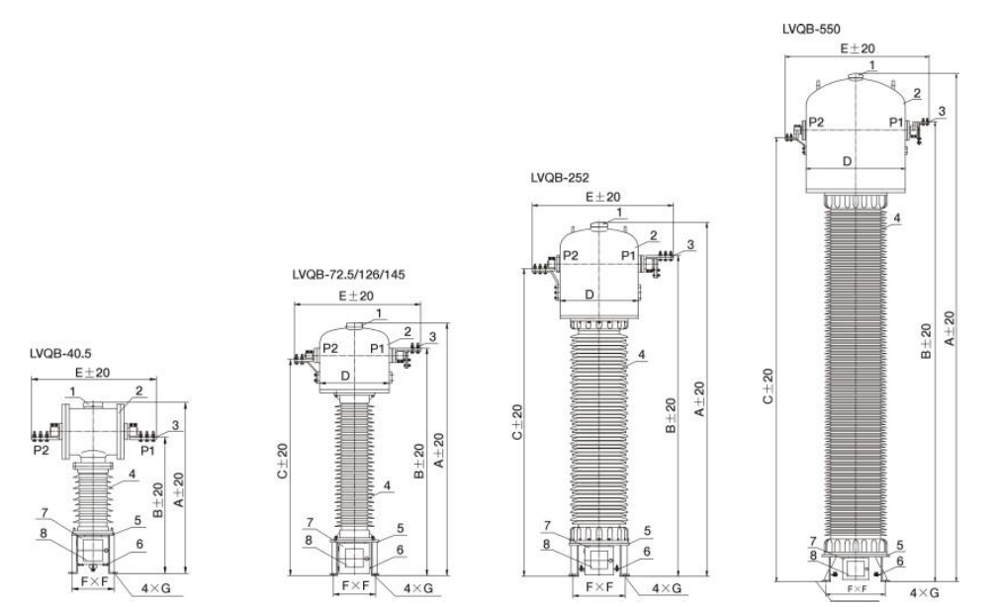 LVQB-40.5
E±20
1
2
3
P2
P1
4
7
5
8
6
B±20
A±20
F×F
4×G
LVQB-72.5/126/145
E±20
1
2
3
P2
P1
D
4
7
5
8
6
C±20
B±20
A±20
F×F
4×G
LVQB-252
E±20
1
2
3
P2
P1
D
4
7
5
8
6
C±20
B±20
A±20
F×F
4×G
LVQB-550
E±20
1
2
3
P2
P1
D
4
7
5
8
6
C±20
B±20
A±20
F×F
4×G